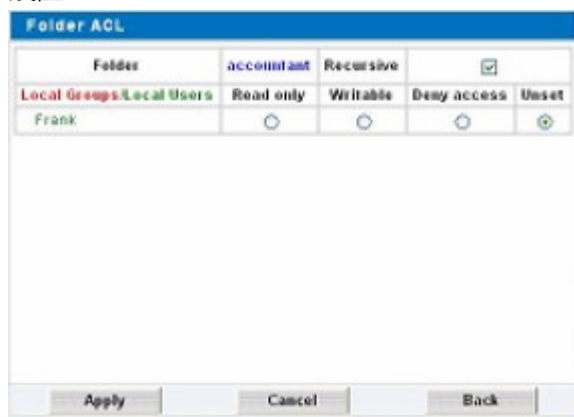 Folder ACL
Folder accountant Recursive
Local Groups/Local Users Read only Writable Deny access Unset
Frank
Apply Cancel Back